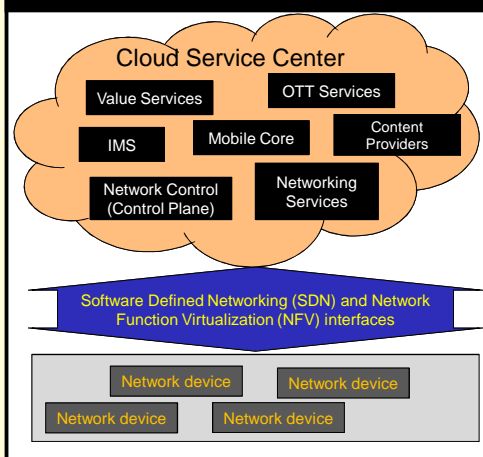 Cloud Service Center
Value Services
OTT Services
IMS
Mobile Core
Content
Providers
Network Control
(Control Plane)
Networking
Services
Software Defined Networking (SDN) and Network
Function Virtualization (NFV) interfaces
Network device
Network device
Network device
Network device